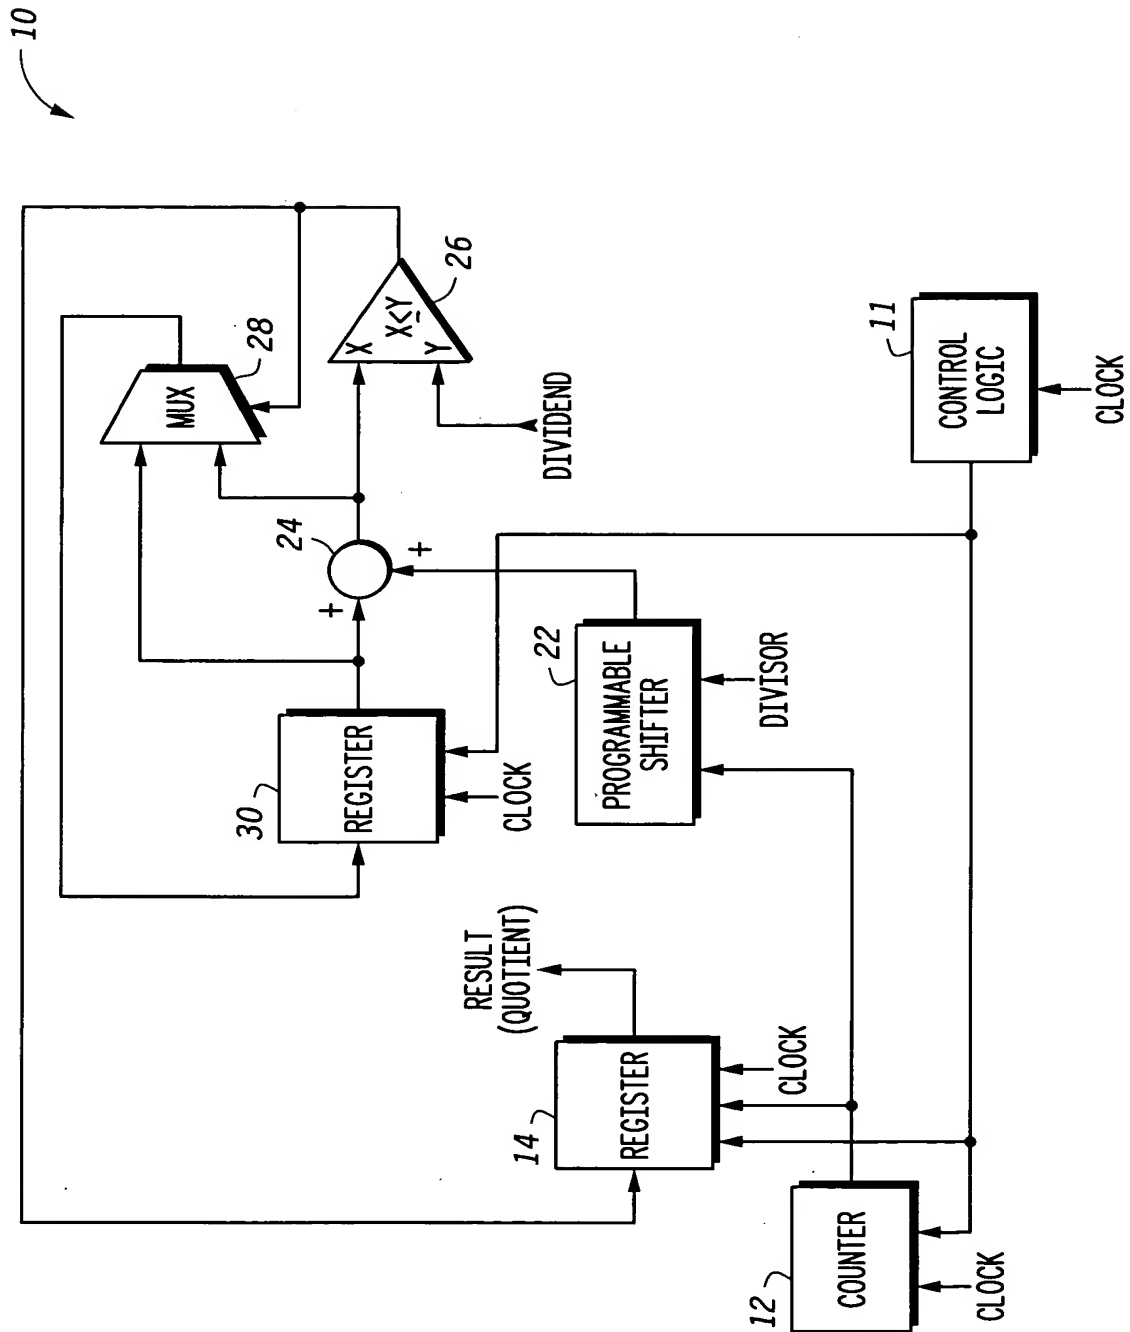 10
MUX
28
X
X≤Y
Y
26
24
+
+
DIVIDEND
REGISTER
30
CLOCK
PROGRAMMABLE
SHIFTER
22
DIVISOR
CONTROL
LOGIC
11
CLOCK
RESULT
(QUOTIENT)
REGISTER
14
CLOCK
COUNTER
12
CLOCK